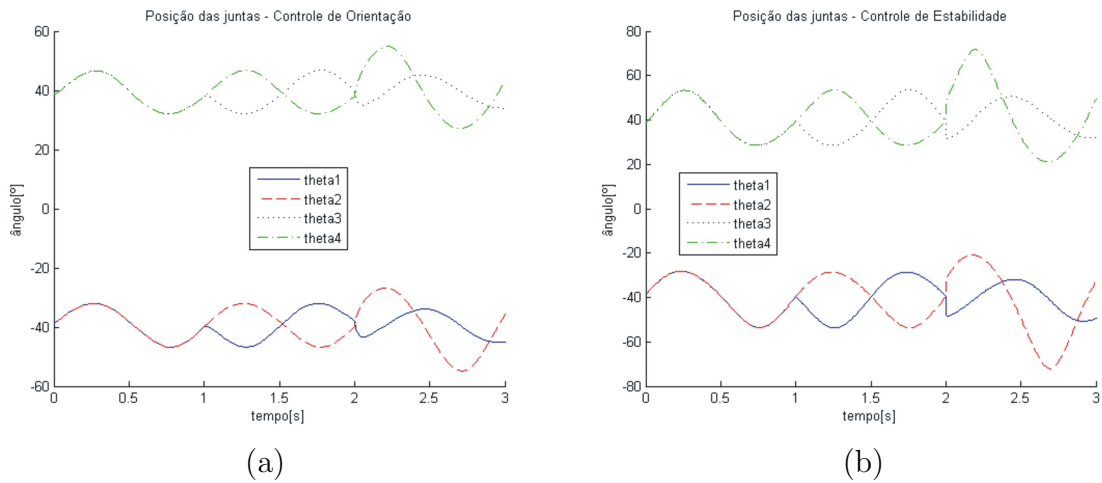 Posição das juntas - Controle de Orientação
60
40
20
0
-20
-40
-60
ângulo[º]
theta1
theta2
theta3
theta4
0
0.5
1
1.5
2
2.5
3
tempo[s]
(a)
Posição das juntas - Controle de Estabilidade
80
60
40
20
0
-20
-40
-60
-80
ângulo[º]
theta1
theta2
theta3
theta4
0
0.5
1
1.5
2
2.5
3
tempo[s]
(b)